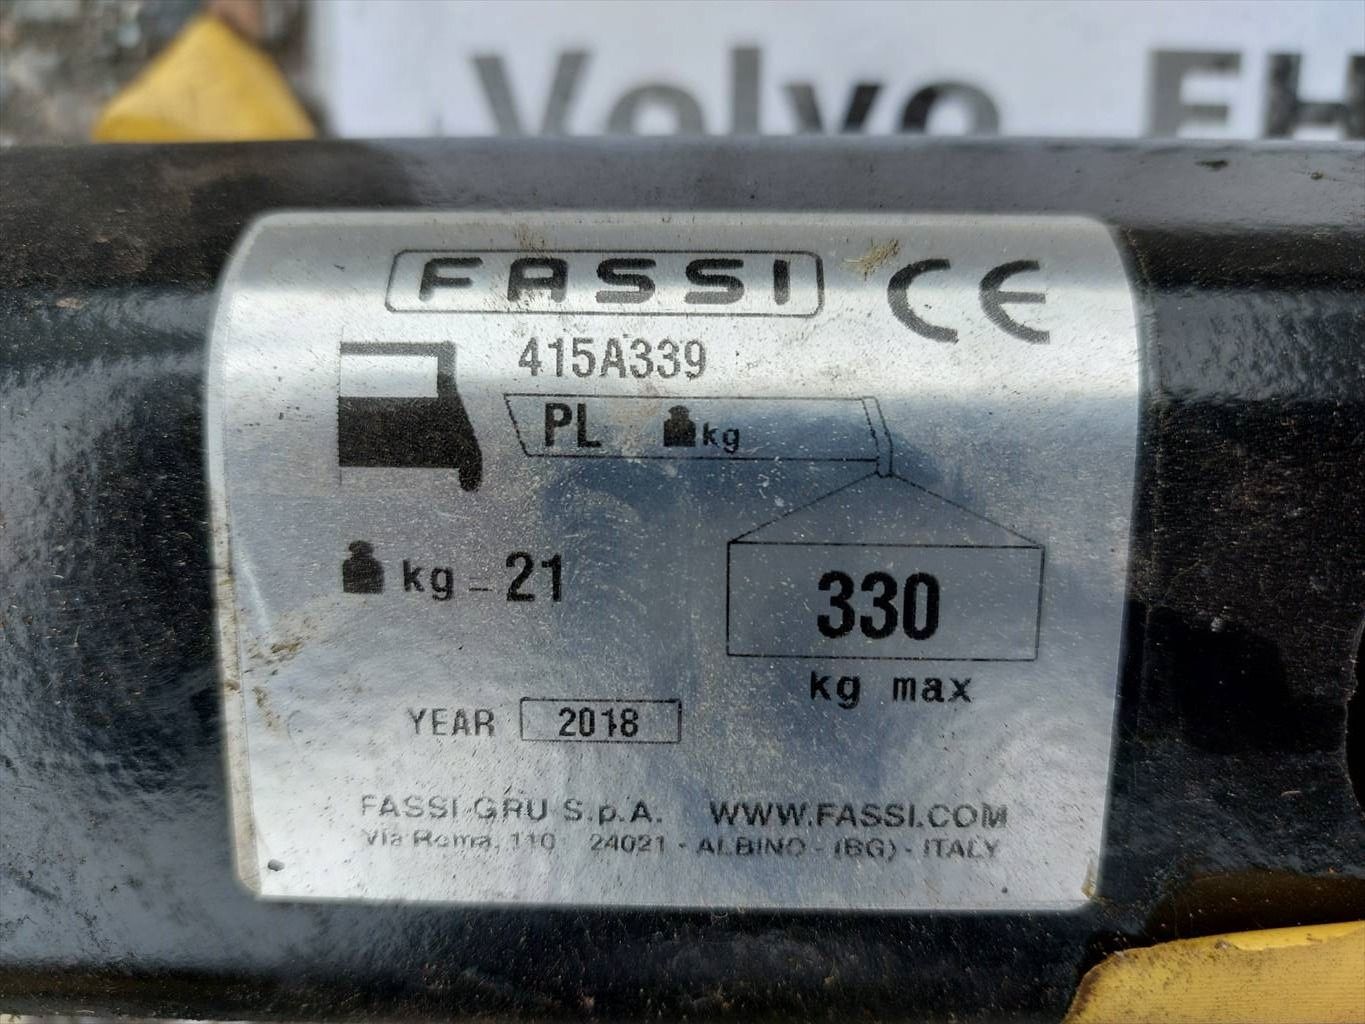 Volvo FH
FASSI CE
415A339
PL kg
kg - 21
330
kg max
YEAR 2018
FASSI GRU S.p.A. WWW.FASSI.COM
Via Roma, 110 24021 - ALBINO - (BG) - ITALY